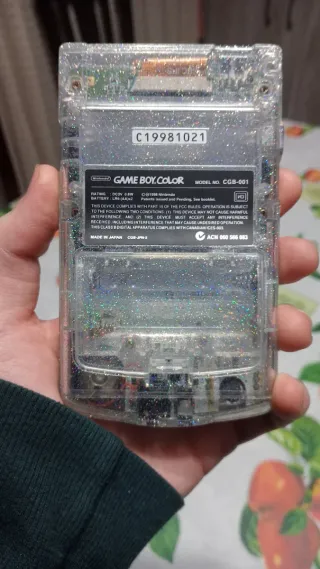 C19981021
Nintendo GAME BOY COLOR MODEL NO. CGB-001
RATING : DC3V 0.6W ©1998 Nintendo
BATTERY : LR6 (AA)x2 Patents Issued and Pending, See booklet.
THIS DEVICE COMPLIES WITH PART 15 OF THE FCC RULES. OPERATION IS SUBJECT
TO THE FOLLOWING TWO CONDITIONS: (1) THIS DEVICE MAY NOT CAUSE HARMFUL
INTERFERENCE, AND (2) THIS DEVICE MUST ACCEPT ANY INTERFERENCE
RECEIVED INCLUDING INTERFERENCE THAT MAY CAUSE UNDESIRED OPERATION.
THIS CLASS B DIGITAL APPARATUS COMPLIES WITH CANADIAN ICES-003.
MADE IN JAPAN ACN 060 566 083